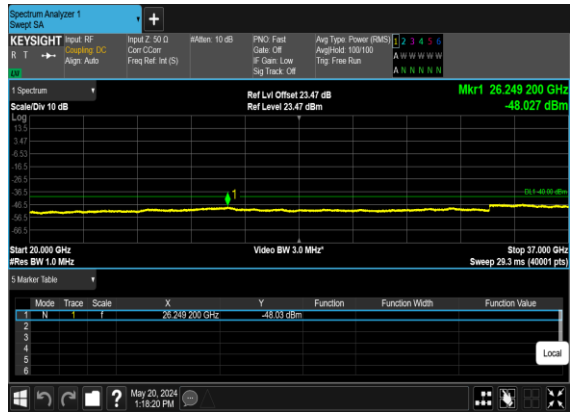 Spectrum Analyzer 1
Swept SA
+
KEYSIGHT Input: RF Input Z: 50 Ω #Atten: 10 dB PNO: Fast Avg Type: Power (RMS) 1 2 3 4 5 6
R T Coupling: DC Corr CCorr Gate: Off Avg|Hold: 100/100 A W W W W W
Align: Auto Freq Ref: Int (S) IF Gain: Low Trig: Free Run
LU Sig Track: Off A N N N N N
1 Spectrum Ref Lvl Offset 23.47 dB Mkr1 26.249 200 GHz
Scale/Div 10 dB Ref Level 23.47 dBm -48.027 dBm
Log
13.5
3.47
-6.53
-16.5
-26.5
-36.5 1 DL1 -40.00 dBm
-46.5
-56.5
-66.5
Start 20.000 GHz Video BW 3.0 MHz* Stop 37.000 GHz
#Res BW 1.0 MHz Sweep 29.3 ms (40001 pts)
5 Marker Table
Mode Trace Scale X Y Function Function Width Function Value
1 N 1 f 26.249 200 GHz -48.03 dBm
2
3
4
5
6
Local
? May 20, 2024
1:18:20 PM